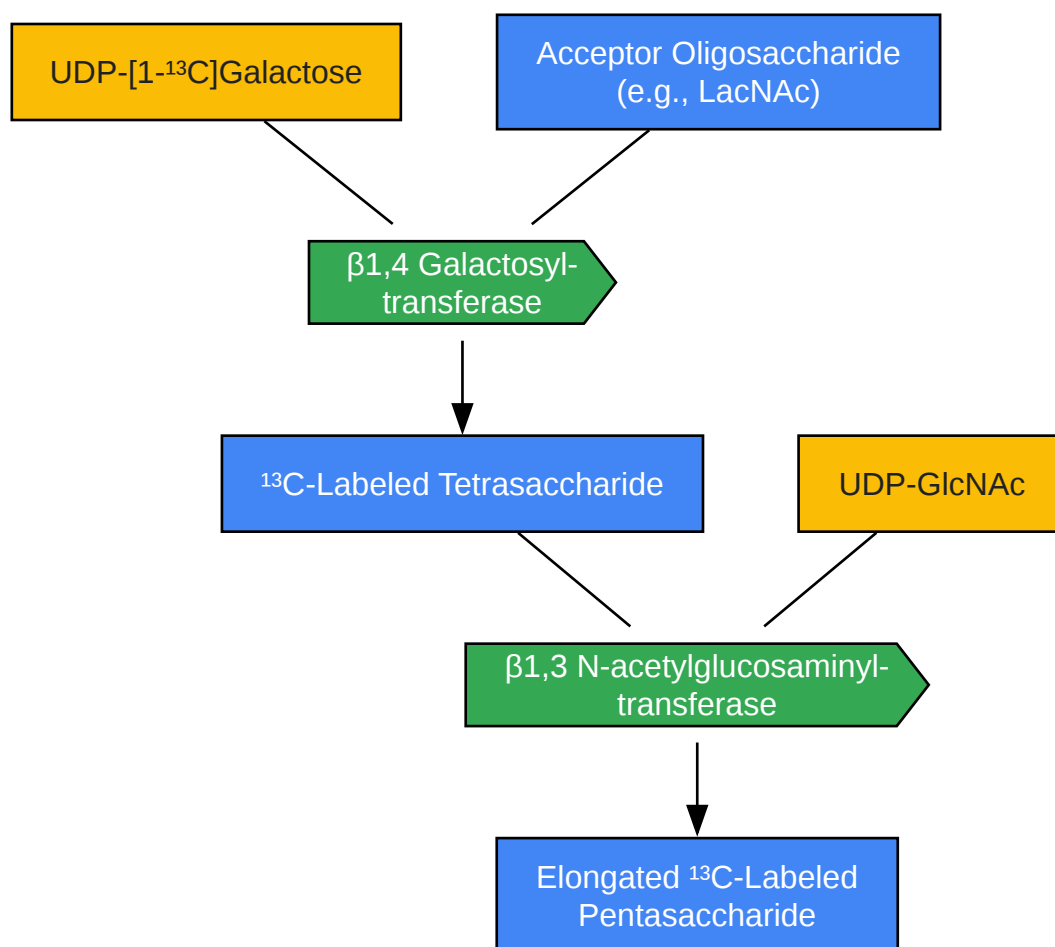 UDP-[1-¹³C]Galactose
Acceptor Oligosaccharide
(e.g., LacNAc)
β1,4 Galactosyl-
transferase
¹³C-Labeled Tetrasaccharide
UDP-GlcNAc
β1,3 N-acetylglucosaminyl-
transferase
Elongated ¹³C-Labeled
Pentasaccharide